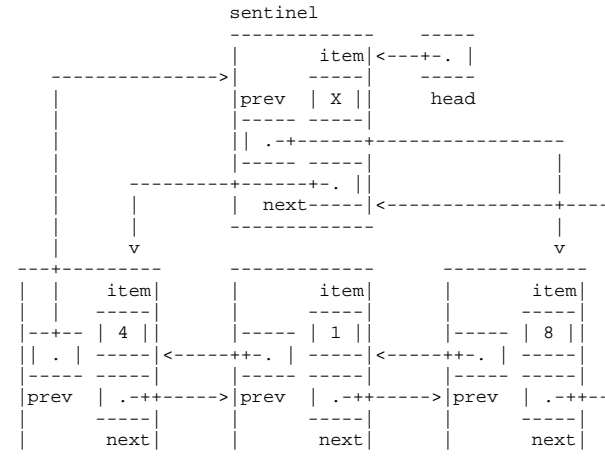 sentinel
                         -------------      -----
                         |       item|<---+-. |
   --------------->|      -----|      -----
   |                    |prev  | X ||      head
   |                    |----- -----|
   |                    || .-+------+----------------
   |                    |----- -----|               |
   |      --------+------+-. ||               |
   |      |            |  next-----|<---------------+----
   |      |            -------------               |
   |      v                                            v
---+---------      -------------      -------------
|  |    item|      |       item|      |       item|
|  |   -----|      |      -----|      |      -----|
|--+-- | 4 ||      |----- | 1 ||      |----- | 8 ||
|| . | -----|<-----++-. | -----|<-----++-. | -----|
|----- -----|      |----- -----|      |----- -----|
|prev  | .-++----->|prev  | .-++----->|prev  | .-++--
|      -----|      |      -----|      |      -----|
|       next|      |       next|      |       next|